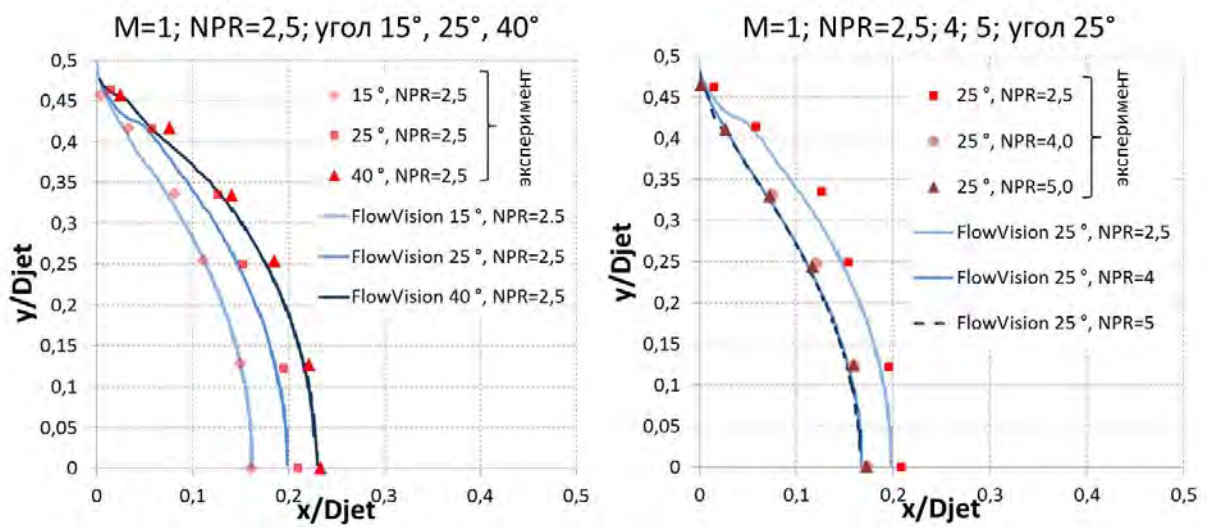 M=1; NPR=2,5; угол 15°, 25°, 40°
0,5
0,45
0,4
0,35
0,3
0,25
0,2
0,15
0,1
0,05
0
y/Djet
15 °, NPR=2,5
25 °, NPR=2,5
40 °, NPR=2,5
эксперимент
FlowVision 15 °, NPR=2.5
FlowVision 25 °, NPR=2,5
FlowVision 40 °, NPR=2,5
0
0,1
0,2
0,3
0,4
0,5
x/Djet
M=1; NPR=2,5; 4; 5; угол 25°
0,5
0,45
0,4
0,35
0,3
0,25
0,2
0,15
0,1
0,05
0
y/Djet
25 °, NPR=2,5
25 °, NPR=4,0
25 °, NPR=5,0
эксперимент
FlowVision 25 °, NPR=2,5
FlowVision 25 °, NPR=4
FlowVision 25 °, NPR=5
0
0,1
0,2
0,3
0,4
0,5
x/Djet